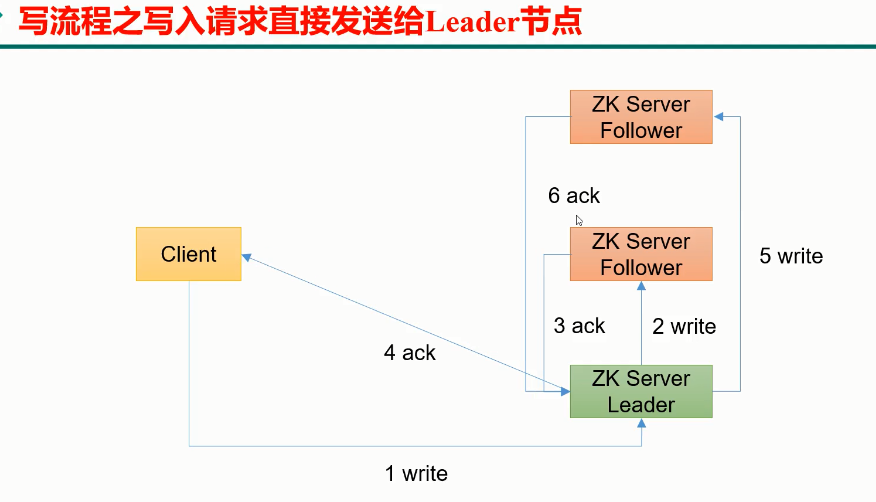 写流程之写入请求直接发送给Leader节点
ZK Server
Follower
6 ack
Client
ZK Server
Follower
5 write
3 ack
2 write
4 ack
ZK Server
Leader
1 write